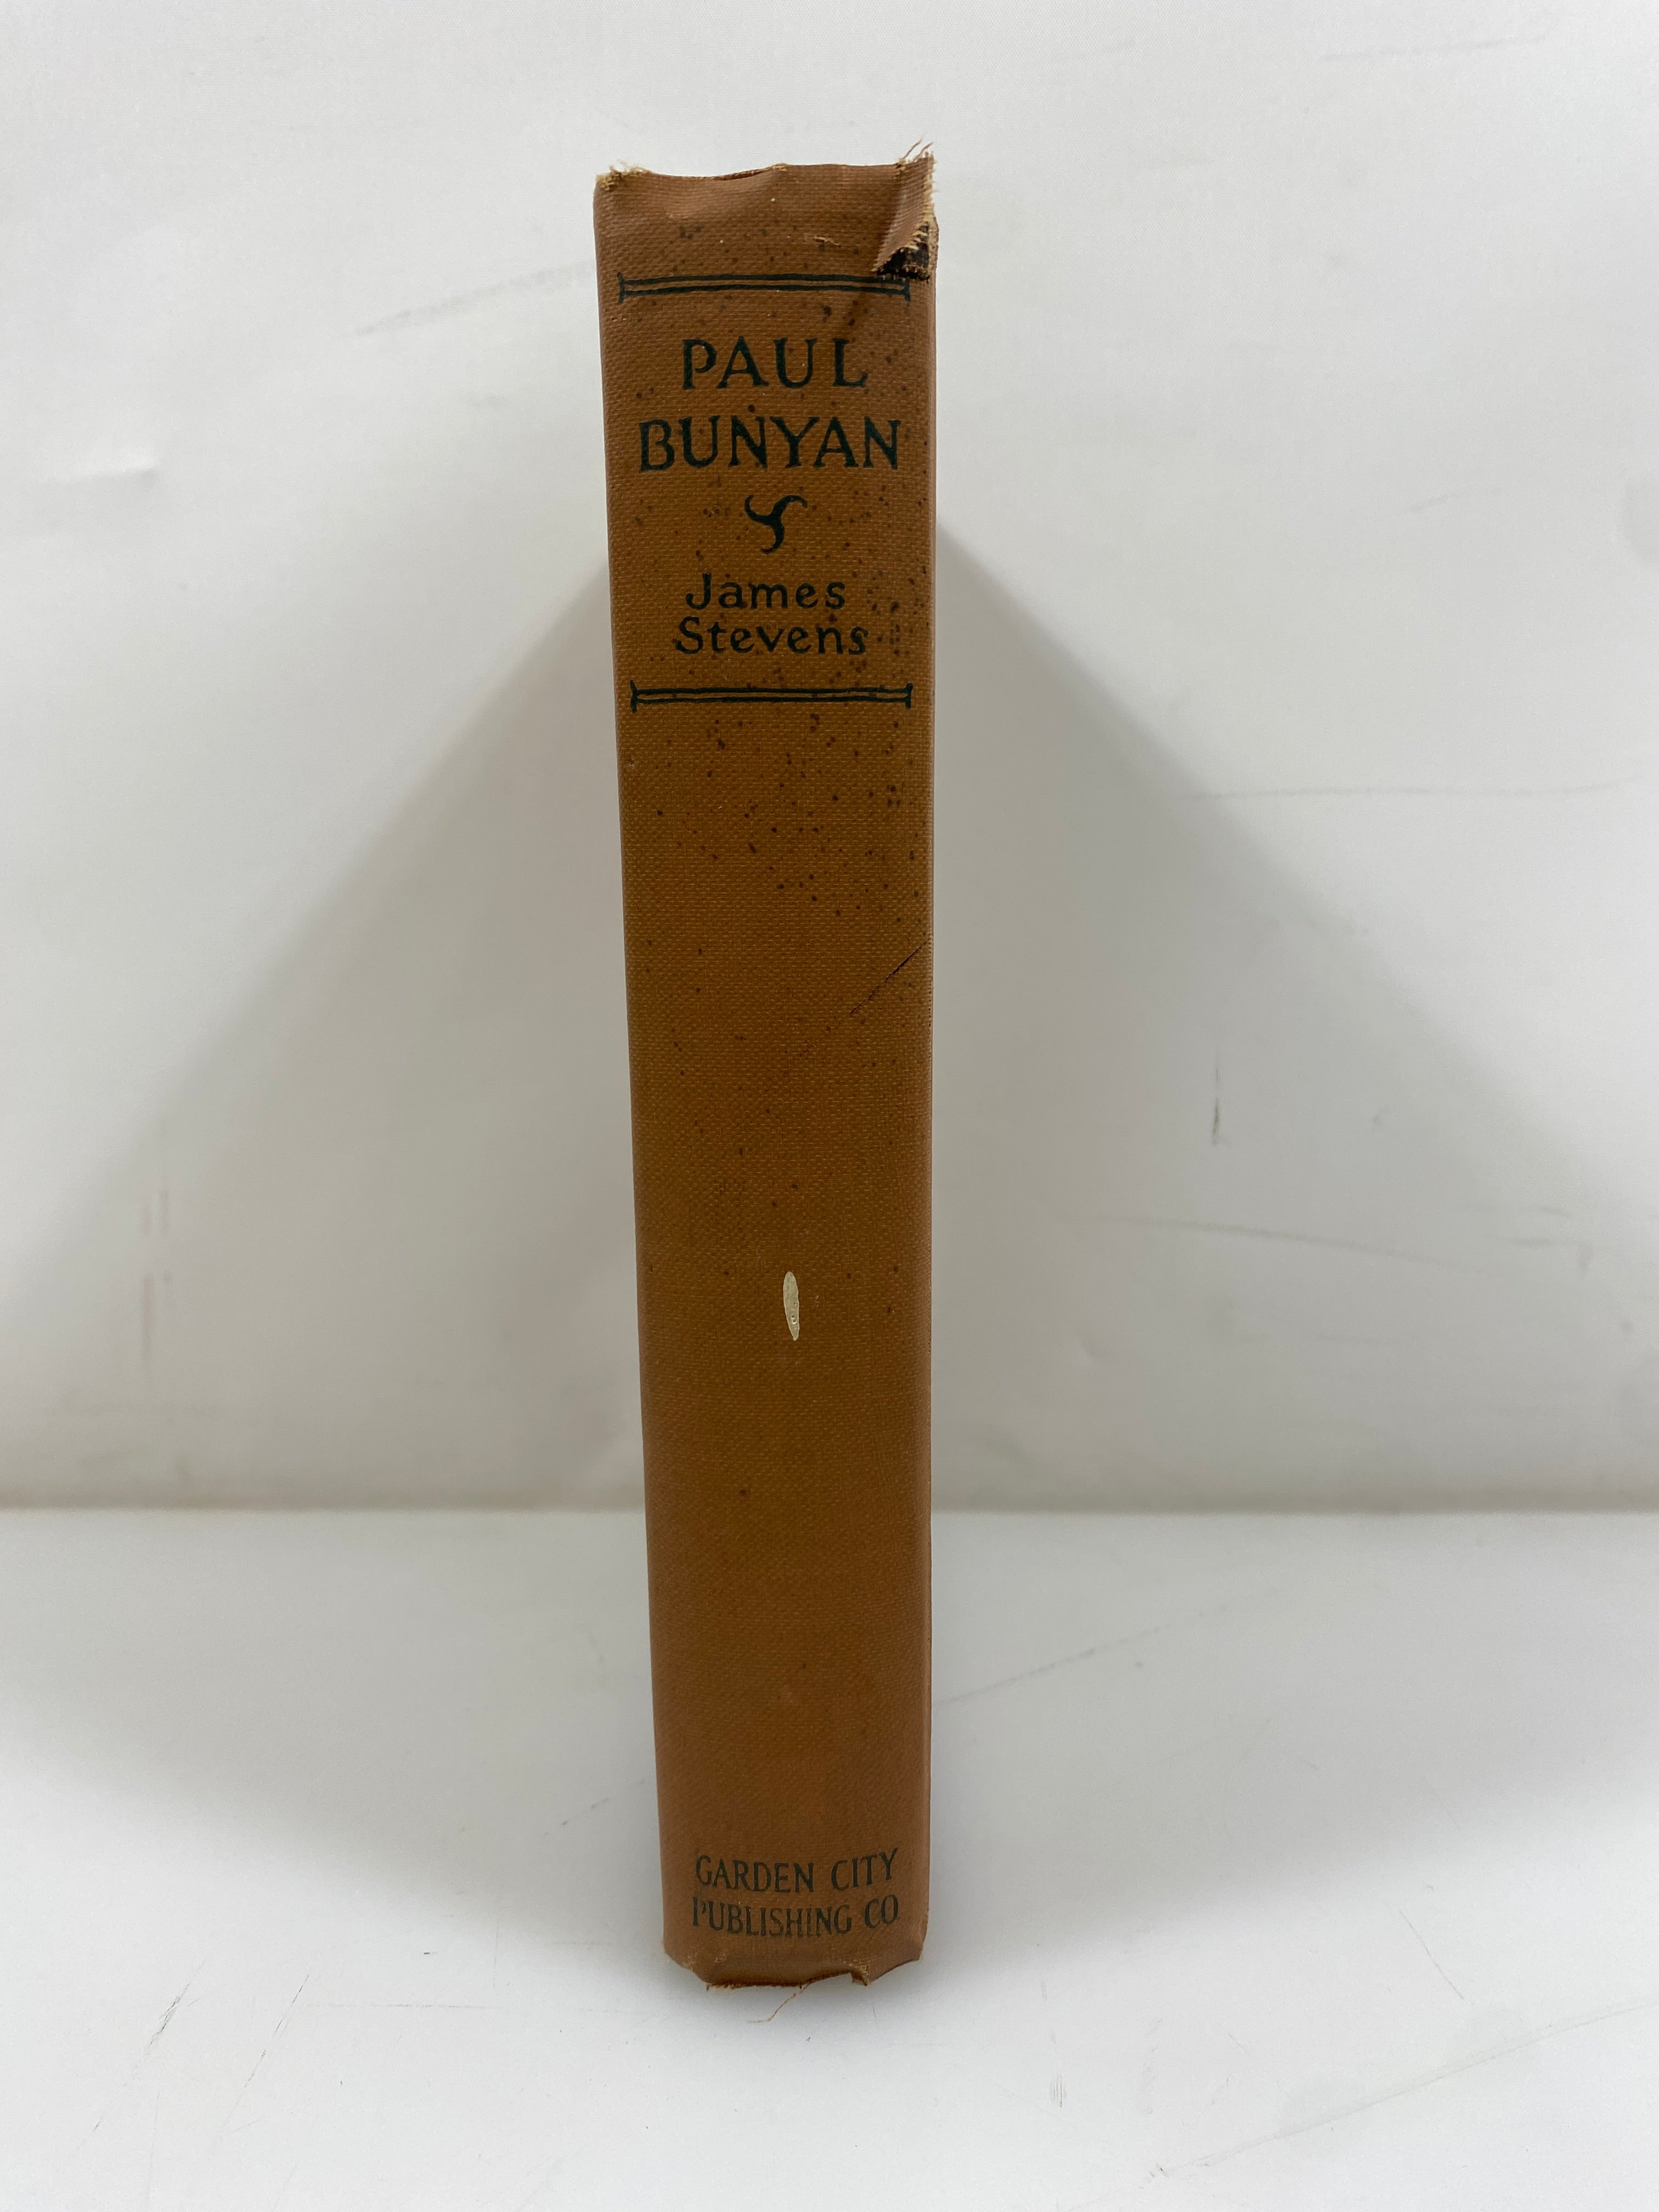 PAUL
BUNYAN
James
Stevens
GARDEN CITY
PUBLISHING CO